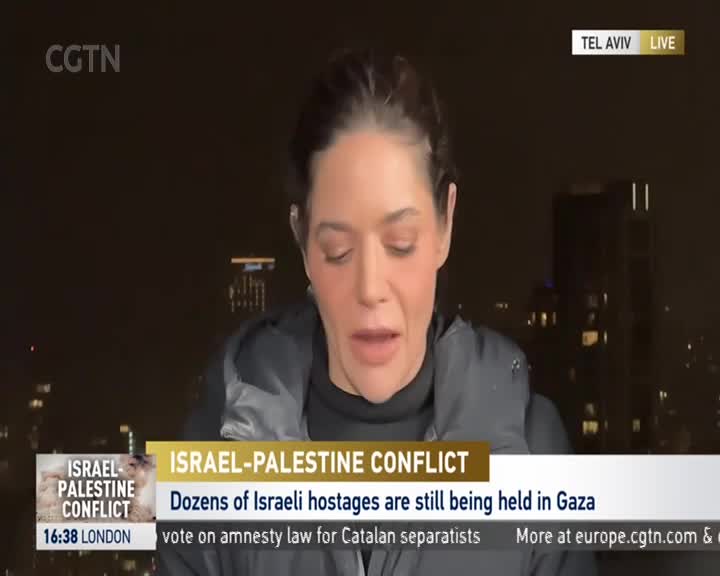 CGTN
TEL AVIV LIVE
ISRAEL-PALESTINE CONFLICT
ISRAEL-
PALESTINE
CONFLICT
Dozens of Israeli hostages are still being held in Gaza
16:38 LONDON
vote on amnesty law for Catalan separatists More at europe.cgtn.com &